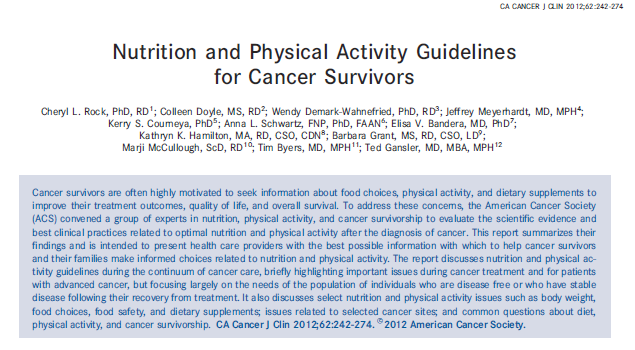 CA CANCER J CLIN 2012;62:242-274
Nutrition and Physical Activity Guidelines
for Cancer Survivors
Cheryl L. Rock, PhD, RD1; Colleen Doyle, MS, RD2; Wendy Demark-Wahnefried, PhD, RD3; Jeffrey Meyerhardt, MD, MPH4;
Kerry S. Courneya, PhD5; Anna L. Schwartz, FNP, PhD, FAAN6; Elisa V. Bandera, MD, PhD7;
Kathryn K. Hamilton, MA, RD, CSO, CDN8; Barbara Grant, MS, RD, CSO, LD9;
Marji McCullough, ScD, RD10; Tim Byers, MD, MPH11; Ted Gansler, MD, MBA, MPH12
Cancer survivors are often highly motivated to seek information about food choices, physical activity, and dietary supplements to
improve their treatment outcomes, quality of life, and overall survival. To address these concerns, the American Cancer Society
(ACS) convened a group of experts in nutrition, physical activity, and cancer survivorship to evaluate the scientific evidence and
best clinical practices related to optimal nutrition and physical activity after the diagnosis of cancer. This report summarizes their
findings and is intended to present health care providers with the best possible information with which to help cancer survivors
and their families make informed choices related to nutrition and physical activity. The report discusses nutrition and physical ac-
tivity guidelines during the continuum of cancer care, briefly highlighting important issues during cancer treatment and for patients
with advanced cancer, but focusing largely on the needs of the population of individuals who are disease free or who have stable
disease following their recovery from treatment. It also discusses select nutrition and physical activity issues such as body weight,
food choices, food safety, and dietary supplements; issues related to selected cancer sites; and common questions about diet,
physical activity, and cancer survivorship. CA Cancer J Clin 2012;62:242-274. ©2012 American Cancer Society.